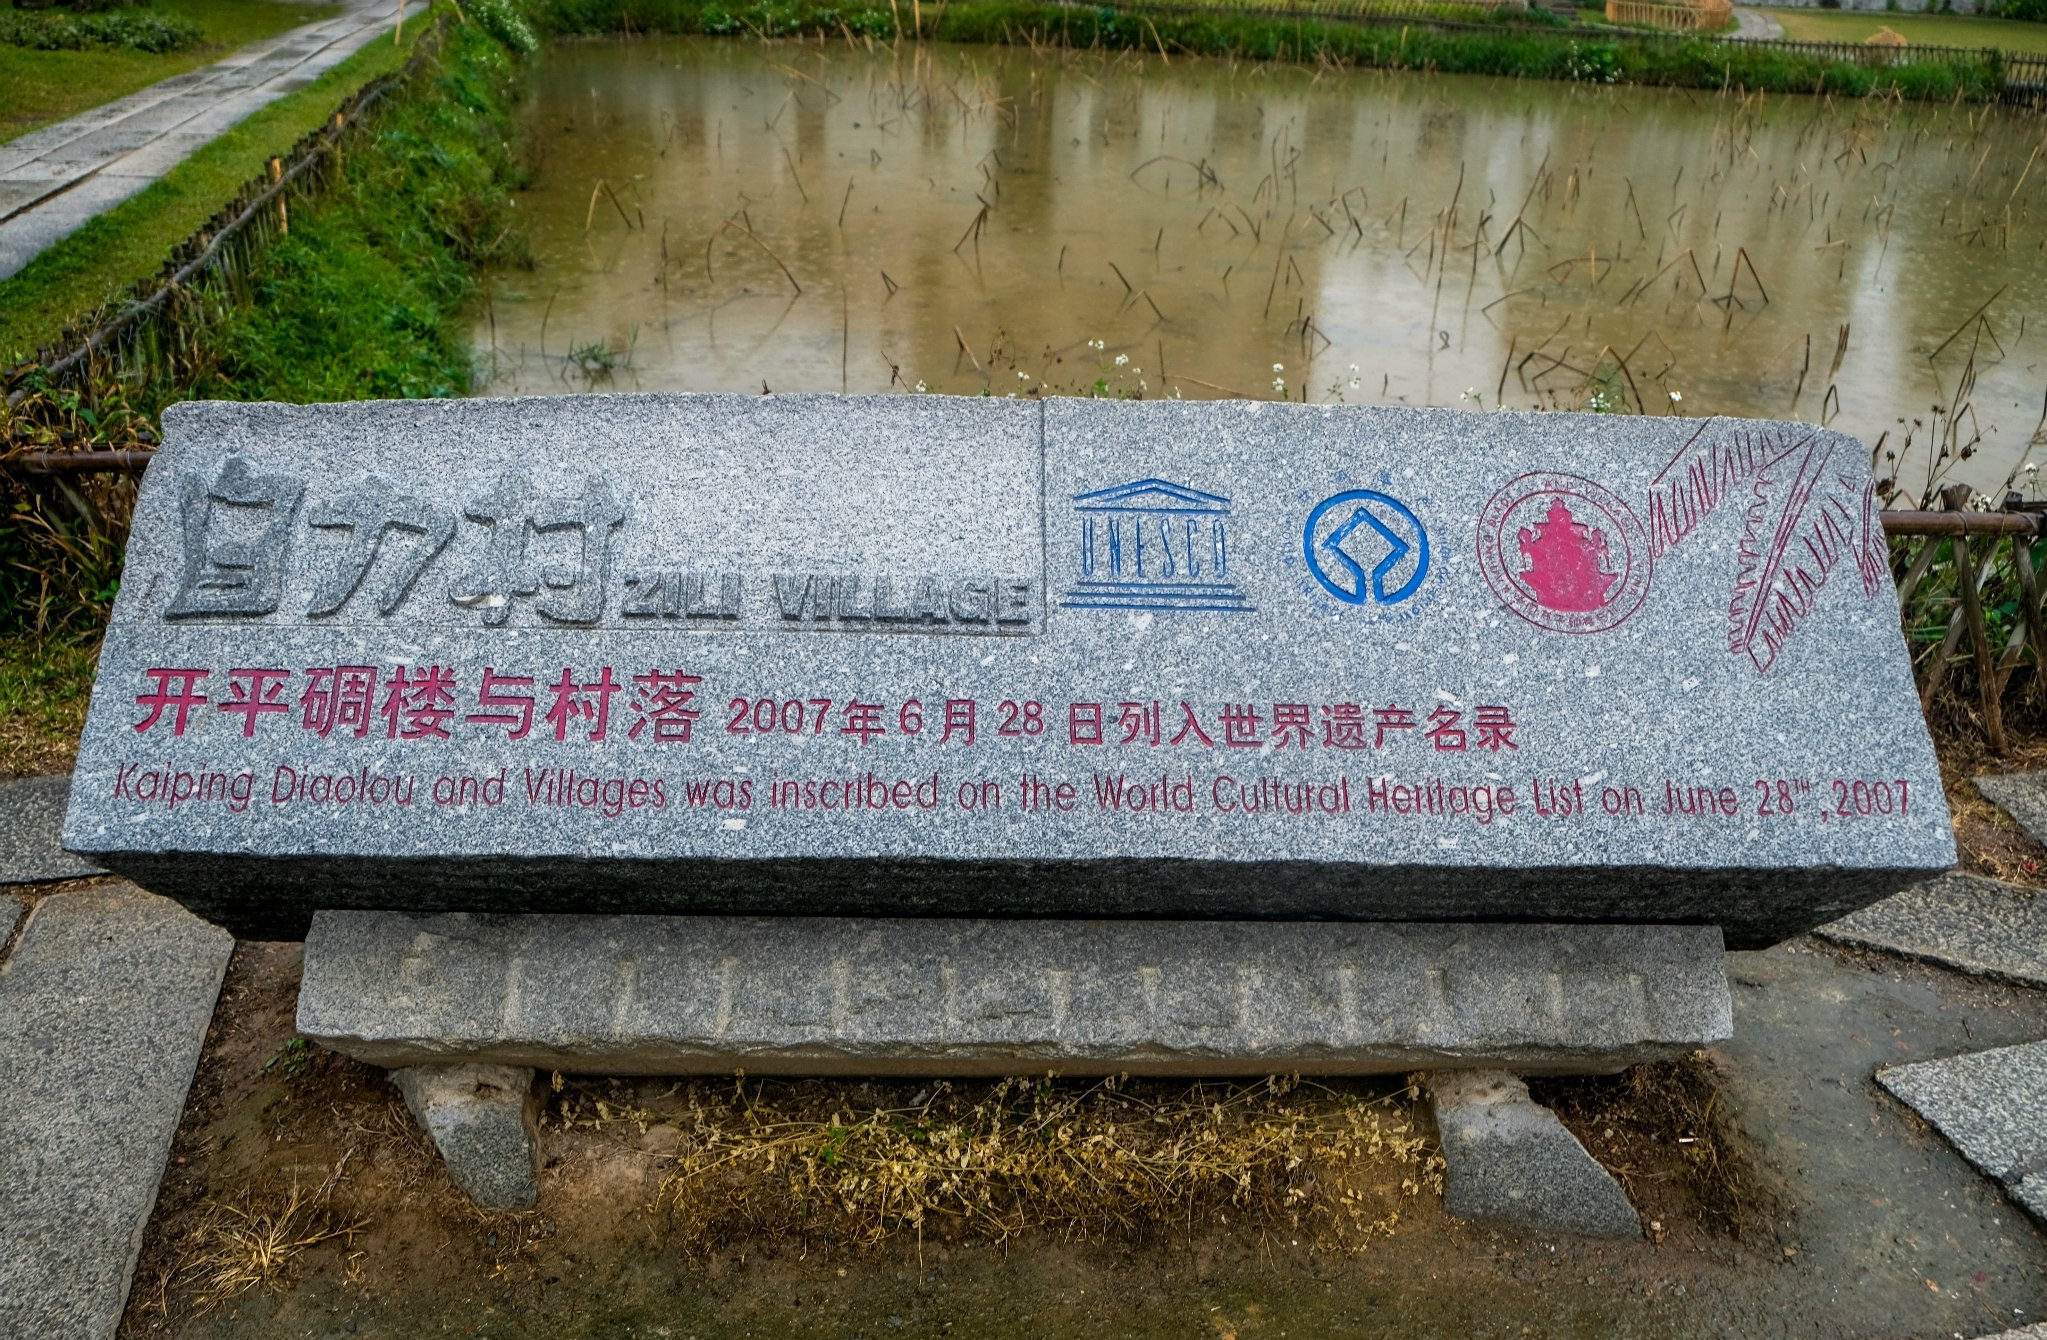 自力村 ZILI VILLAGE
UNESCO
开平碉楼与村落 2007年6月28日列入世界遗产名录
Kaiping Diaolou and Villages was inscribed on the World Cultural Heritage List on June 28TH,2007